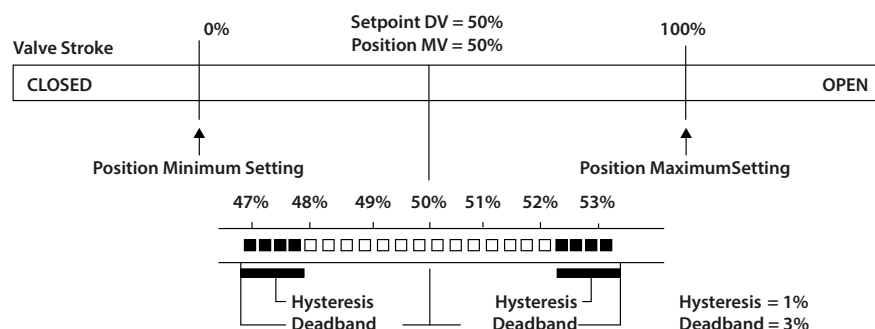 0%
Setpoint DV = 50%
100%
Position MV = 50%
Valve Stroke
CLOSED
OPEN
Position Minimum Setting
Position MaximumSetting
47% 48% 49% 50% 51% 52% 53%
Hysteresis
Hysteresis
Hysteresis = 1%
Deadband
Deadband
Deadband = 3%